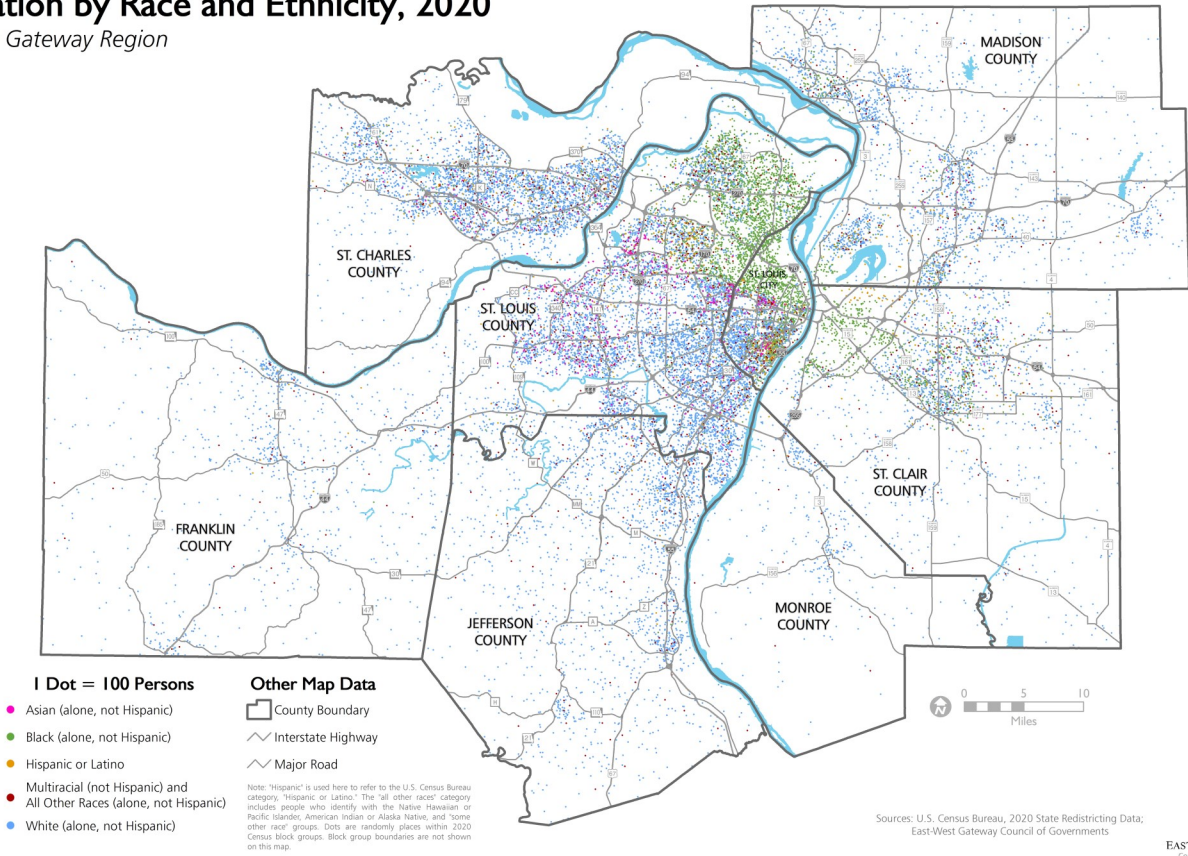 ation by Race and Ethnicity, 2020
Gateway Region
MADISON
COUNTY
ST. CHARLES
COUNTY
ST. LOUIS
CITY
ST. LOUIS
COUNTY
ST. CLAIR
COUNTY
FRANKLIN
COUNTY
JEFFERSON
COUNTY
MONROE
COUNTY
1 Dot = 100 Persons
Asian (alone, not Hispanic)
Black (alone, not Hispanic)
Hispanic or Latino
Multiracial (not Hispanic) and
All Other Races (alone, not Hispanic)
White (alone, not Hispanic)
Other Map Data
County Boundary
Interstate Highway
Major Road
Note: "Hispanic" is used here to refer to the U.S. Census Bureau
category, "Hispanic or Latino." The "all other races" category
includes people who identify with the Native Hawaiian or
Pacific Islander, American Indian or Alaska Native, and "some
other race" groups. Dots are randomly places within 2020
Census block groups. Block group boundaries are not shown
on this map.
N
0 5 10
Miles
Sources: U.S. Census Bureau, 2020 State Redistricting Data;
East-West Gateway Council of Governments
EAS